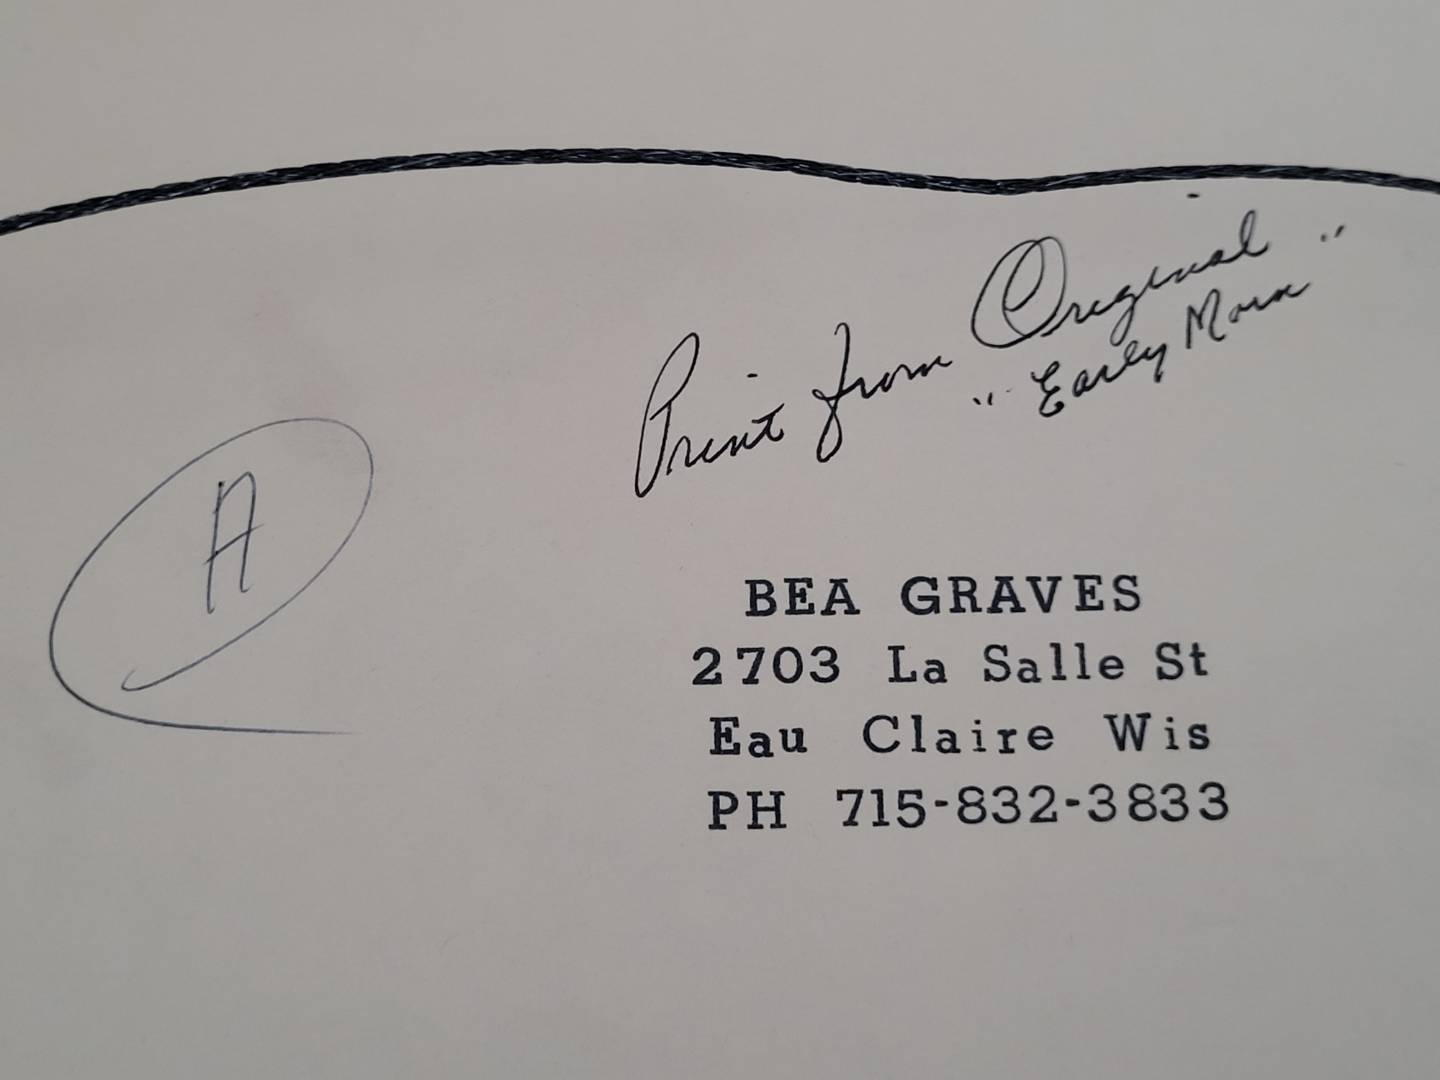 Print from Original
"Early Morn"
A
BEA GRAVES
2703 La Salle St
Eau Claire Wis
PH 715-832-3833